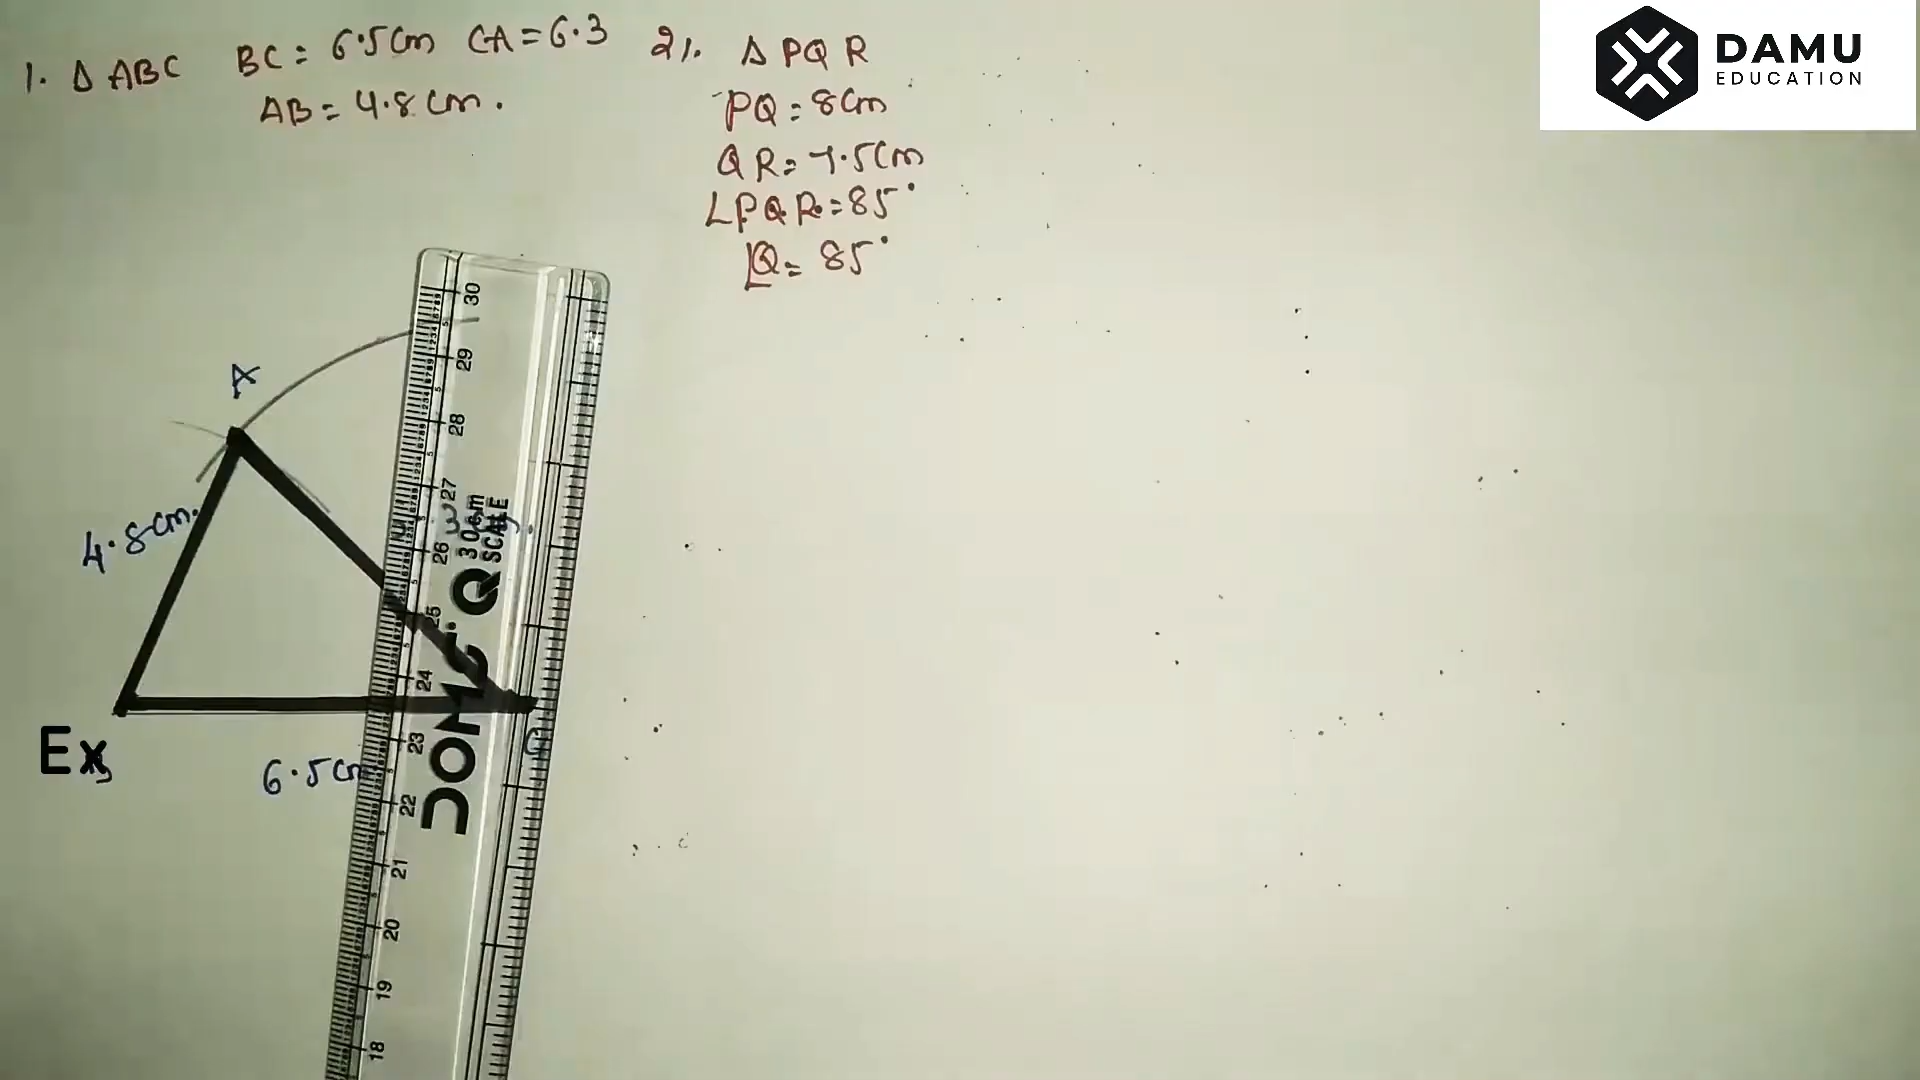 1. Δ ABC BC = 6.5cm CA = 6.3
AB = 4.8 cm.
2). Δ PQ R
PQ = 8cm
QR = 7.5cm
∠PQR = 85°
∠Q = 85°
DAMU
EDUCATION
A
4.8cm.
Ex
6.5cm
C
30
29
28
27
26
25
24
23
22
21
20
19
18
30cm
SCALE
DOMS Q